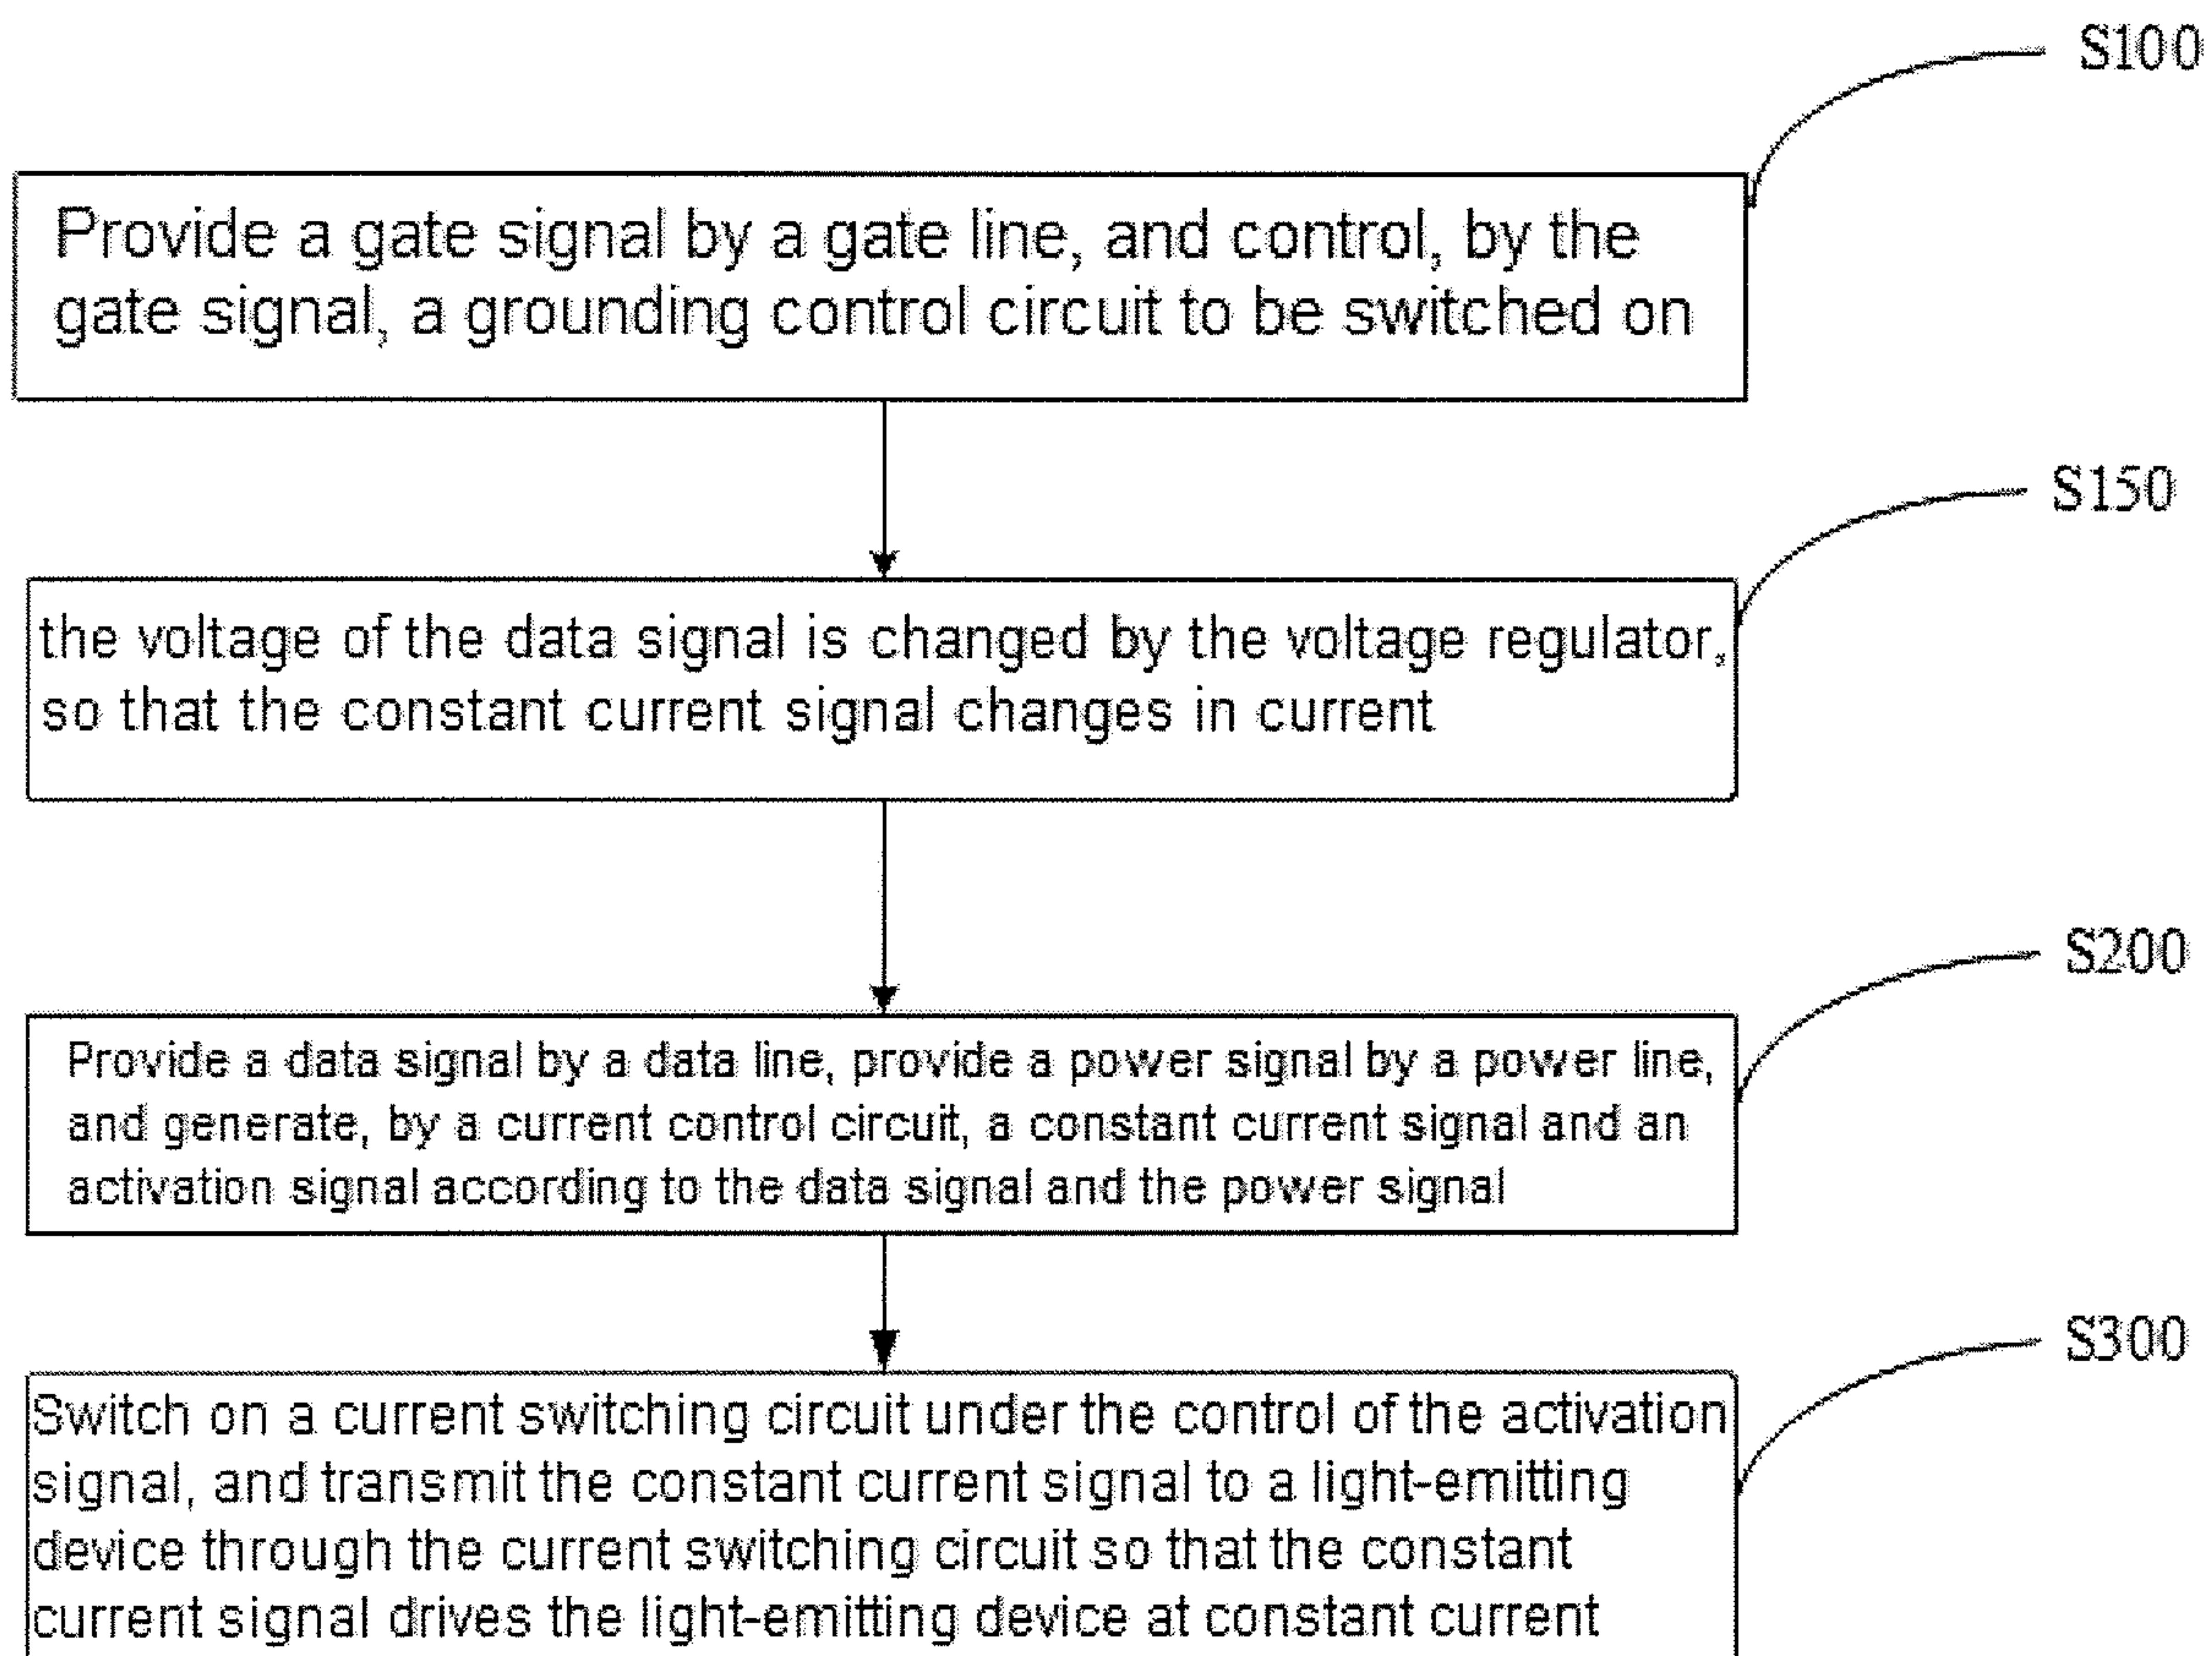 S100
Provide a gate signal by a gate line, and control, by the
gate signal, a grounding control circuit to be switched on
S150
the voltage of the data signal is changed by the voltage regulator,
so that the constant current signal changes in current
S200
Provide a data signal by a data line, provide a power signal by a power line,
and generate, by a current control circuit, a constant current signal and an
activation signal according to the data signal and the power signal
S300
Switch on a current switching circuit under the control of the activation
signal, and transmit the constant current signal to a light-emitting
device through the current switching circuit so that the constant
current signal drives the light-emitting device at constant current